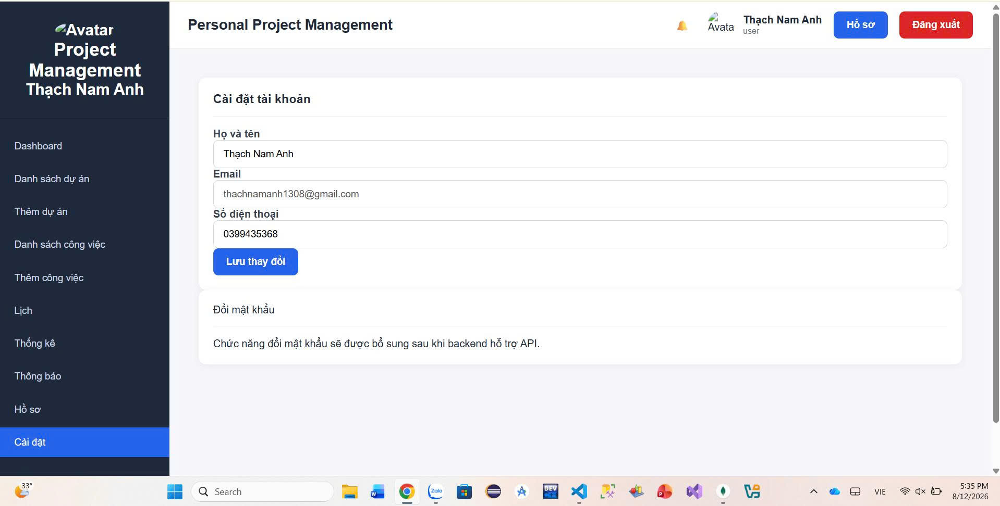 Avatar
Project
Management
Thạch Nam Anh
Dashboard
Danh sách dự án
Thêm dự án
Danh sách công việc
Thêm công việc
Lịch
Thống kê
Thông báo
Hồ sơ
Cài đặt
Personal Project Management
Avata
Thạch Nam Anh
user
Hồ sơ
Đăng xuất
Cài đặt tài khoản
Họ và tên
Thạch Nam Anh
Email
thachnamanh1308@gmail.com
Số điện thoại
0399435368
Lưu thay đổi
Đổi mật khẩu
Chức năng đổi mật khẩu sẽ được bổ sung sau khi backend hỗ trợ API.
33°
Search
Zalo
DEV
VIE
5:35 PM
8/12/2026